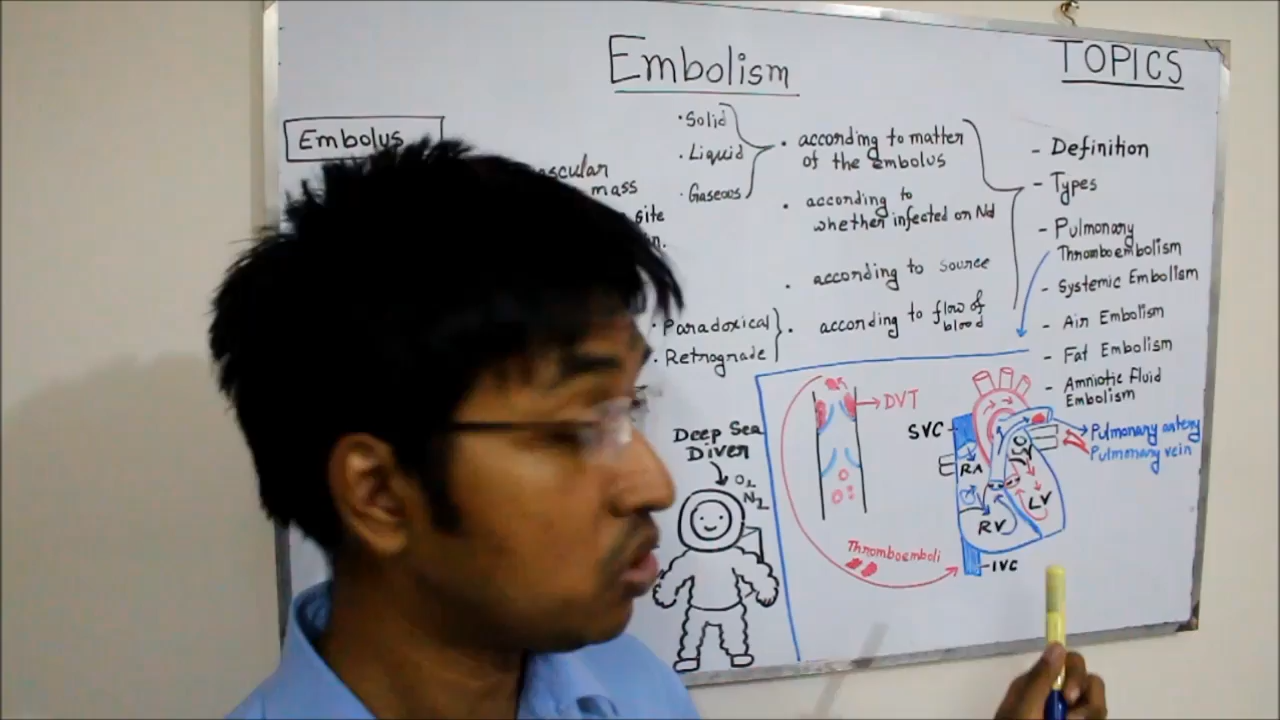 Embolism
TOPICS
Embolus
ascular
mass
site
n.
• Solid
• Liquid
• Gaseous
• according to matter
of the embolus
• according to
whether infected or Not
• according to source
• according to flow of
blood
• Paradoxical
• Retrograde
- Definition
- Types
- Pulmonary
Thromboembolism
- Systemic Embolism
- Air Embolism
- Fat Embolism
- Amniotic Fluid
Embolism
Deep Sea
Diver
O2
N2
DVT
Thromboemboli
SVC
RA
RV
LV
IVC
Pulmonary artery
Pulmonary vein